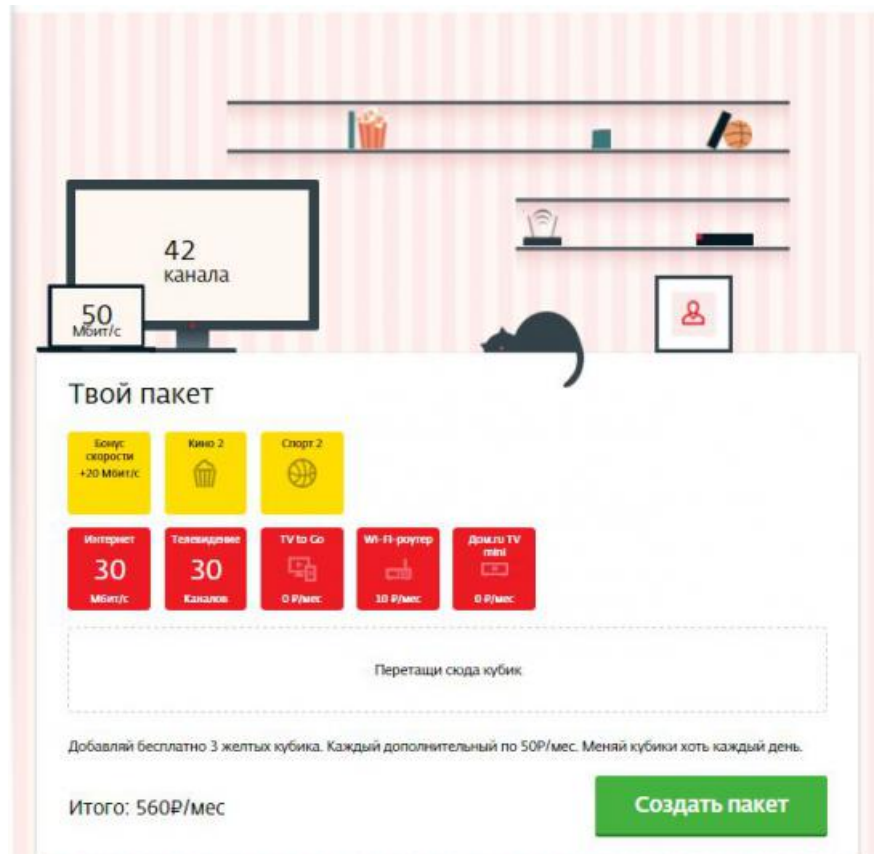 42
канала
50
Мбит/с
Твой пакет
Бонус
скорости
+20 Мбит/с
Кино 2
Спорт 2
Интернет
30
Мбит/с
Телевидение
30
Каналов
TV to Go
0 ₽/мес
Wi-Fi-роутер
10 ₽/мес
Дом.ru TV
mini
0 ₽/мес
Перетащи сюда кубик
Добавляй бесплатно 3 желтых кубика. Каждый дополнительный по 50₽/мес. Меняй кубики хоть каждый день.
Итого: 560₽/мес
Создать пакет